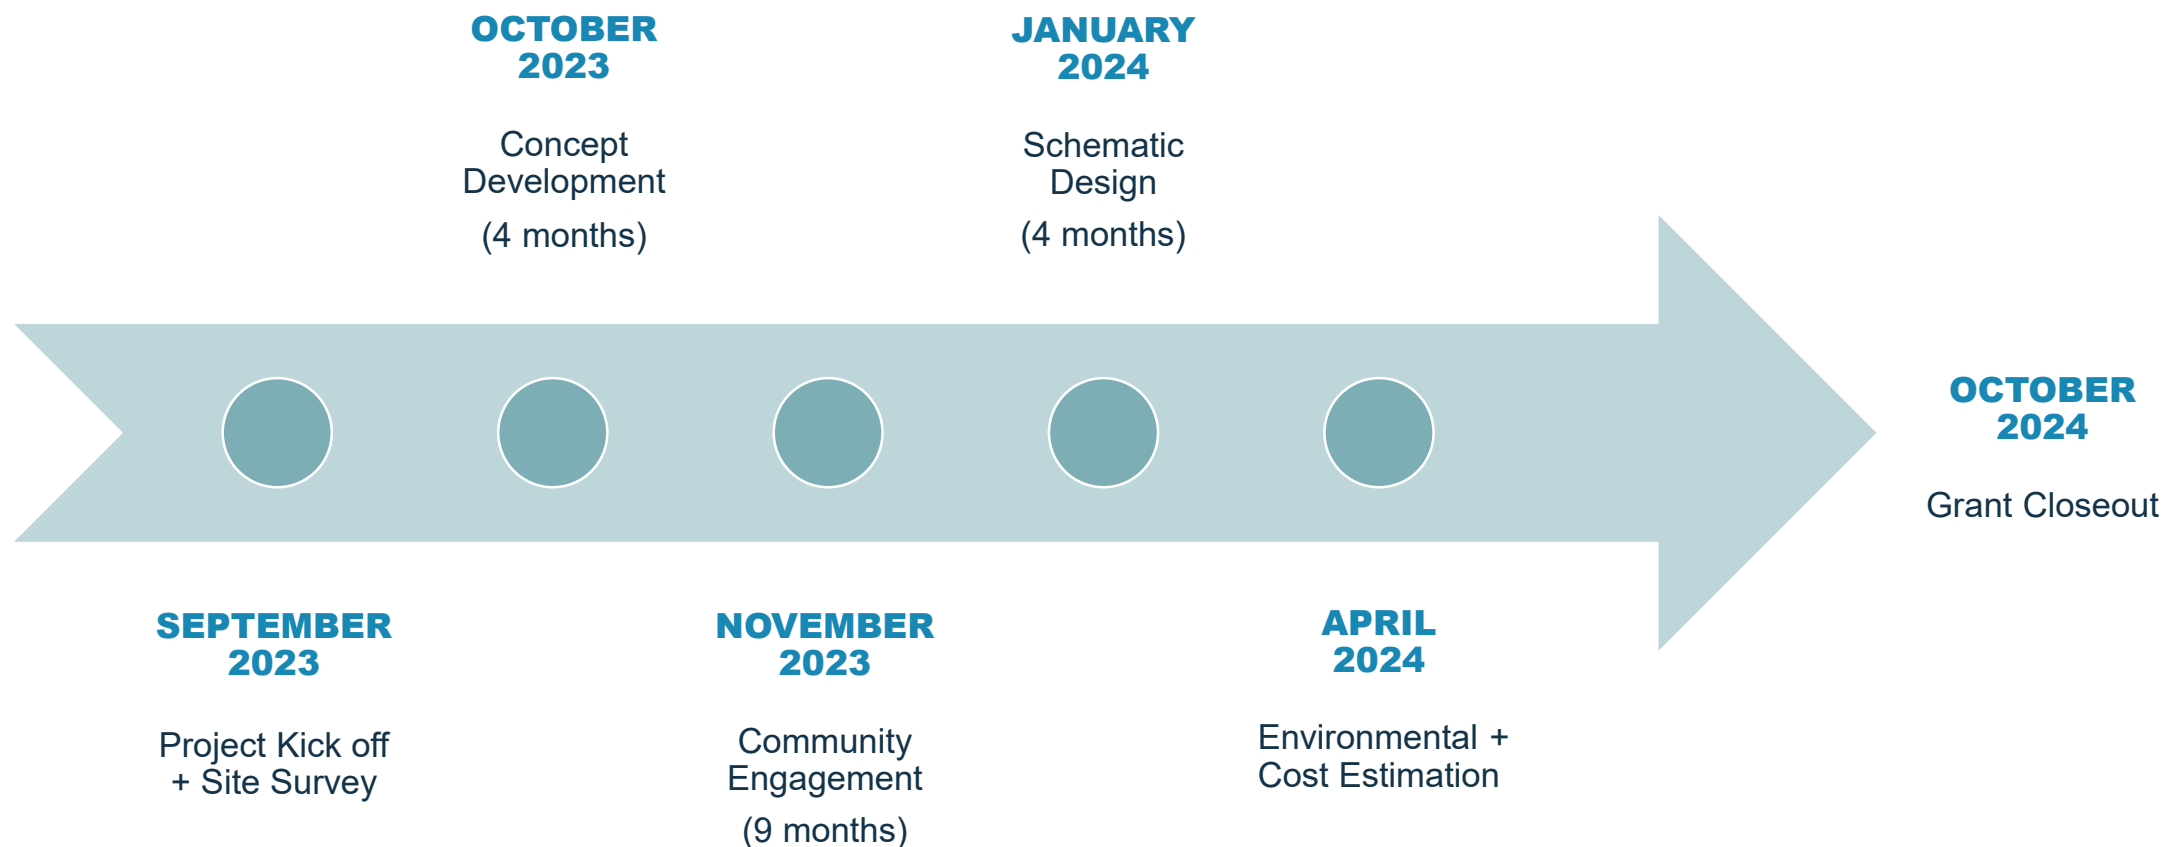 OCTOBER
2023
Concept
Development
(4 months)
JANUARY
2024
Schematic
Design
(4 months)
OCTOBER
2024
Grant Closeout
SEPTEMBER
2023
Project Kick off
+ Site Survey
NOVEMBER
2023
Community
Engagement
(9 months)
APRIL
2024
Environmental +
Cost Estimation